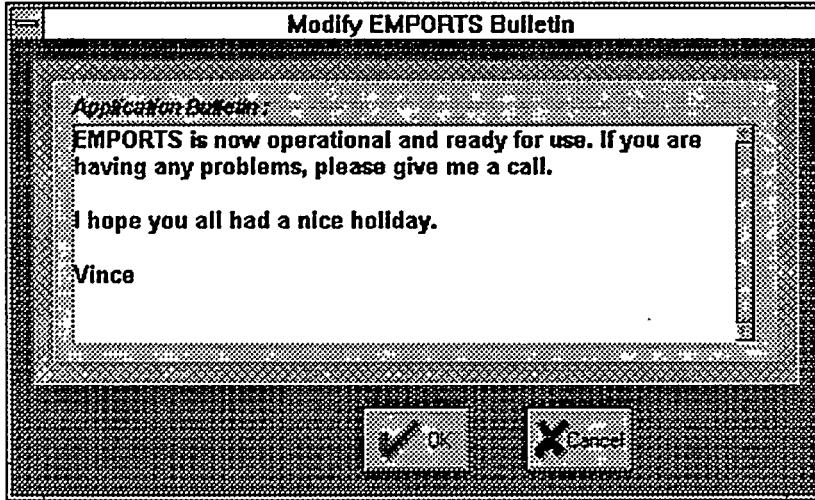 Modify EMPORTS Bulletin
Application Bulletin:
EMPORTS is now operational and ready for use. If you are
having any problems, please give me a call.
I hope you all had a nice holiday.
Vince
Ok
Cancel